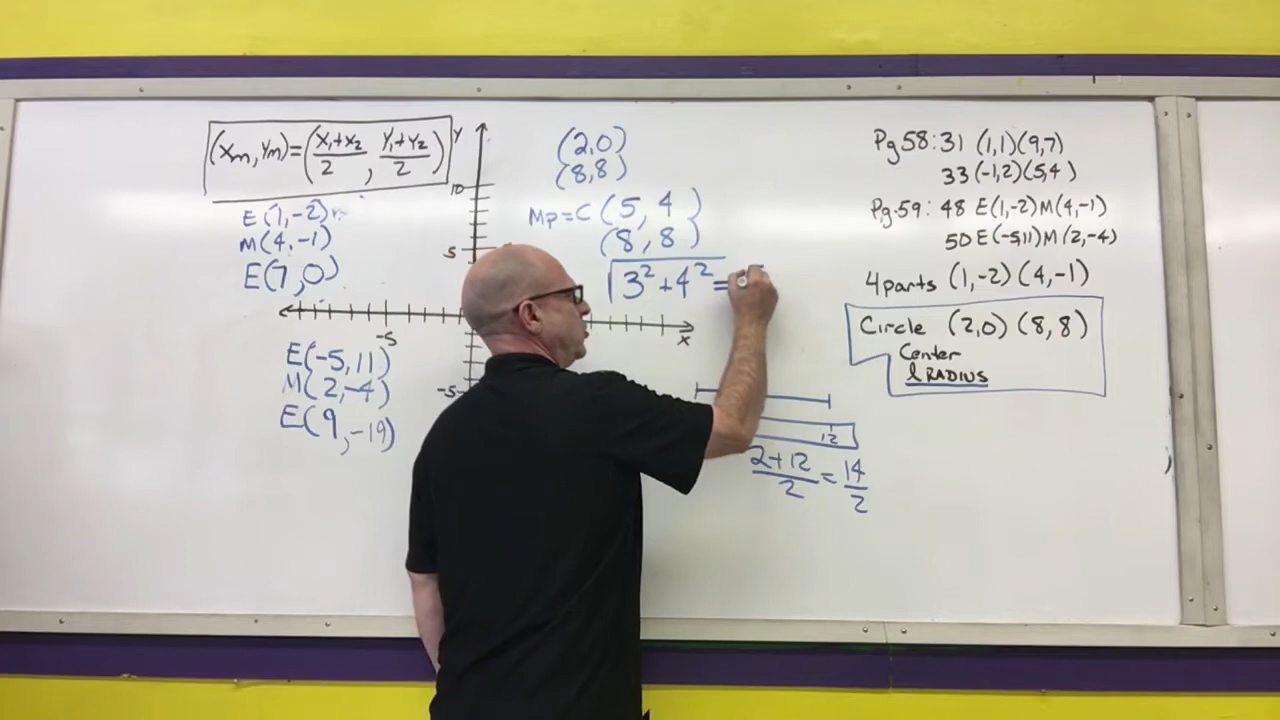 (Xm, Ym) = (X₁+X₂/2, Y₁+Y₂/2)
E(1,-2)
M(4,-1)
E(7,0)
Y
10
5
-5
X
-5
E(-5,11)
M(2,-4)
E(9,-19)
(2,0)
(8,8)
Mp=C(5,4)
(8,8)
√3²+4² =
12
2+12/2 = 14/2
Pg 58: 31 (1,1)(9,7)
33 (-1,2)(5,4)
Pg. 59: 48 E(1,-2)M(4,-1)
50 E(-5,11)M(2,-4)
4 parts (1,-2) (4,-1)
Circle (2,0) (8,8)
Center
& RADIUS